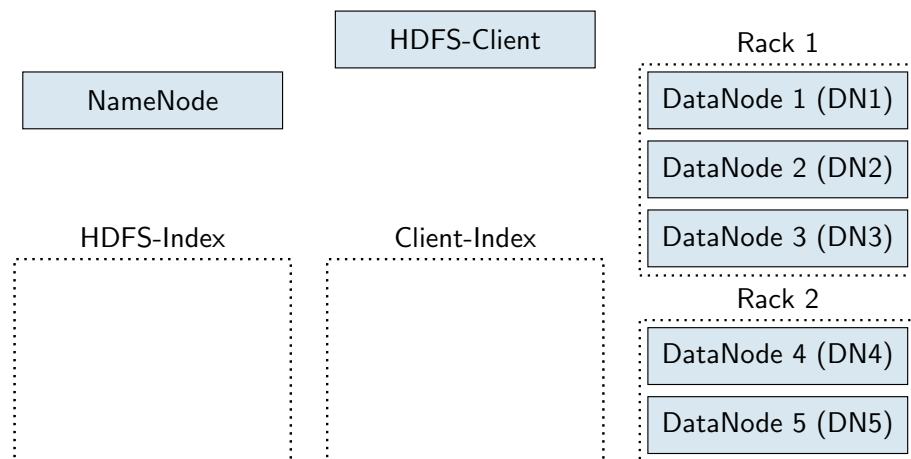 HDFS-Client
NameNode
HDFS-Index
Client-Index
Rack 1
DataNode 1 (DN1)
DataNode 2 (DN2)
DataNode 3 (DN3)
Rack 2
DataNode 4 (DN4)
DataNode 5 (DN5)